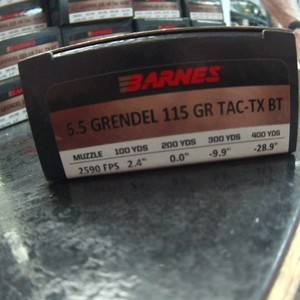 BARNES
6.5 GRENDEL 115 GR TAC-TX BT
MUZZLE 100 YDS 200 YDS 300 YDS 400 YDS
2590 FPS 2.4" 0.0" -9.9" -28.9"